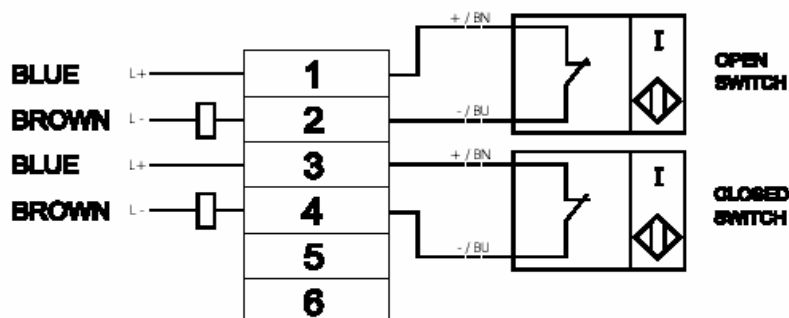 + / BN
I
BLUE L+ 1 OPEN
SWITCH
BROWN L- 2 - / BU
BLUE L+ 3 + / BN
I
BROWN L- 4 CLOSED
SWITCH
5 - / BU
6